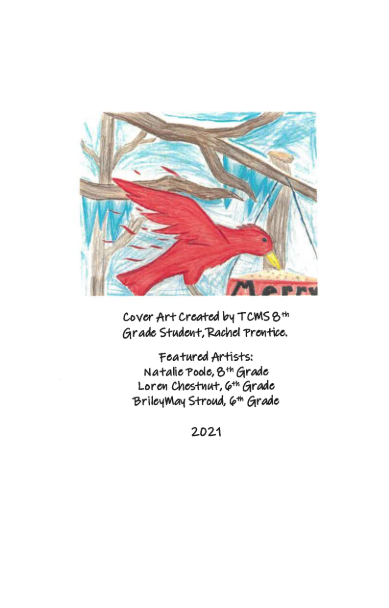 Merry
Cover Art Created by TCMS 8th
Grade Student, Rachel Prentice.
Featured Artists:
Natalie Poole, 8th Grade
Loren Chestnut, 6th Grade
BrileyMay Stroud, 6th Grade
2021